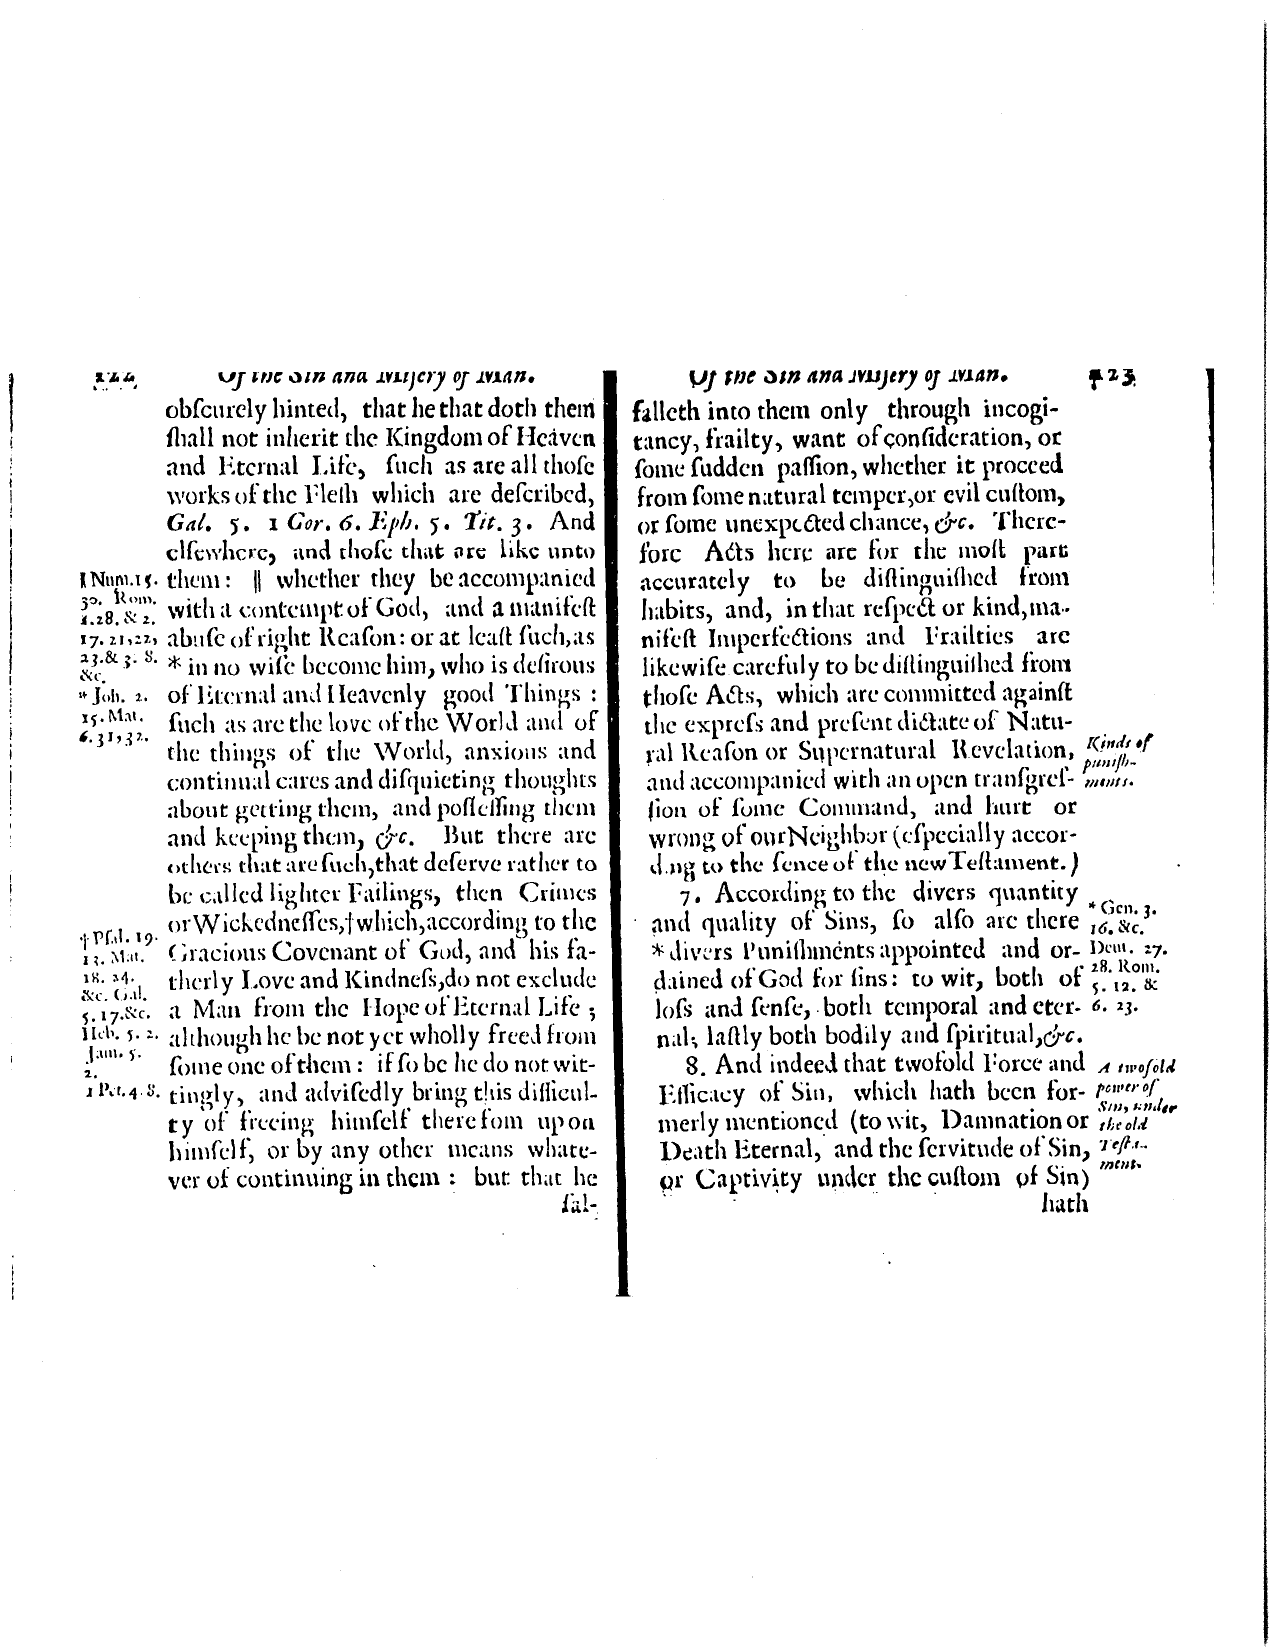 122 Of the Sin and Misery of Man.
obſcurely hinted, that he that doth them
ſhall not inherit the Kingdom of Heaven
and Eternal Life, ſuch as are all thoſe
works of the Fleſh which are deſcribed,
Gal. 5. 1 Cor. 6. Eph. 5. Tit. 3. And
elſewhere, and thoſe that are like unto
them: || whether they be accompanied
with a contempt of God, and a manifeſt
abuſe of right Reaſon: or at leaſt ſuch, as
* in no wiſe become him, who is deſirous
of Eternal and Heavenly good Things :
ſuch as are the love of the World and of
the things of the World, anxious and
continual cares and diſquieting thoughts
about getting them, and poſſeſſing them
and keeping them, &c. But there are
others that are ſuch, that deſerve rather to
be called lighter Failings, then Crimes
or Wickedneſſes, † which, according to the
Gracious Covenant of God, and his fa-
therly Love and Kindneſs, do not exclude
a Man from the Hope of Eternal Life ;
although he be not yet wholly freed from
ſome one of them : if ſo be he do not wit-
tingly, and adviſedly bring this difficul-
ty of freeing himſelf therefom upon
himſelf, or by any other means whate-
ver of continuing in them : but that he
fal-
|| Num. 15.
30. Rom.
1.28. & 2.
17. 21,22,
23. & 3. 8.
&c.
* Joh. 2.
15. Mat.
6.31,32.
† Pſal. 19.
13. Mat.
18. 24.
&c. Gal.
5. 17. &c.
Heb. 5. 2.
Jam. 5.
2.
1 Pet. 4. 8.
Of the Sin and Misery of Man. 123
falleth into them only through incogi-
tancy, frailty, want of conſideration, or
ſome ſudden paſſion, whether it proceed
from ſome natural temper, or evil cuſtom,
or ſome unexpected chance, &c. There-
fore Acts here are for the moſt part
accurately to be diſtinguiſhed from
habits, and, in that reſpect or kind, ma-
nifeſt Imperfections and Frailties are
likewiſe carefuly to be diſtinguiſhed from
thoſe Acts, which are committed againſt
the expreſs and preſent dictate of Natu-
ral Reaſon or Supernatural Revelation,
and accompanied with an open tranſgreſ-
ſion of ſome Command, and hurt or
wrong of our Neighbor (eſpecially accor-
ding to the ſence of the new Teſtament.)
7. According to the divers quantity
and quality of Sins, ſo alſo are there
* divers Puniſhments appointed and or-
dained of God for ſins: to wit, both of
loſs and ſenſe, both temporal and eter-
nal; laſtly both bodily and ſpiritual, &c.
8. And indeed that twofold Force and
Efficacy of Sin, which hath been for-
merly mentioned (to wit, Damnation or
Death Eternal, and the ſervitude of Sin,
or Captivity under the cuſtom of Sin)
hath
Kinds of
puniſh-
ments.
* Gen. 3.
16. &c.
Deut. 27.
28. Rom.
5. 12. &
6. 23.
A twofold
power of
Sin, under
the old
Teſta-
ment.